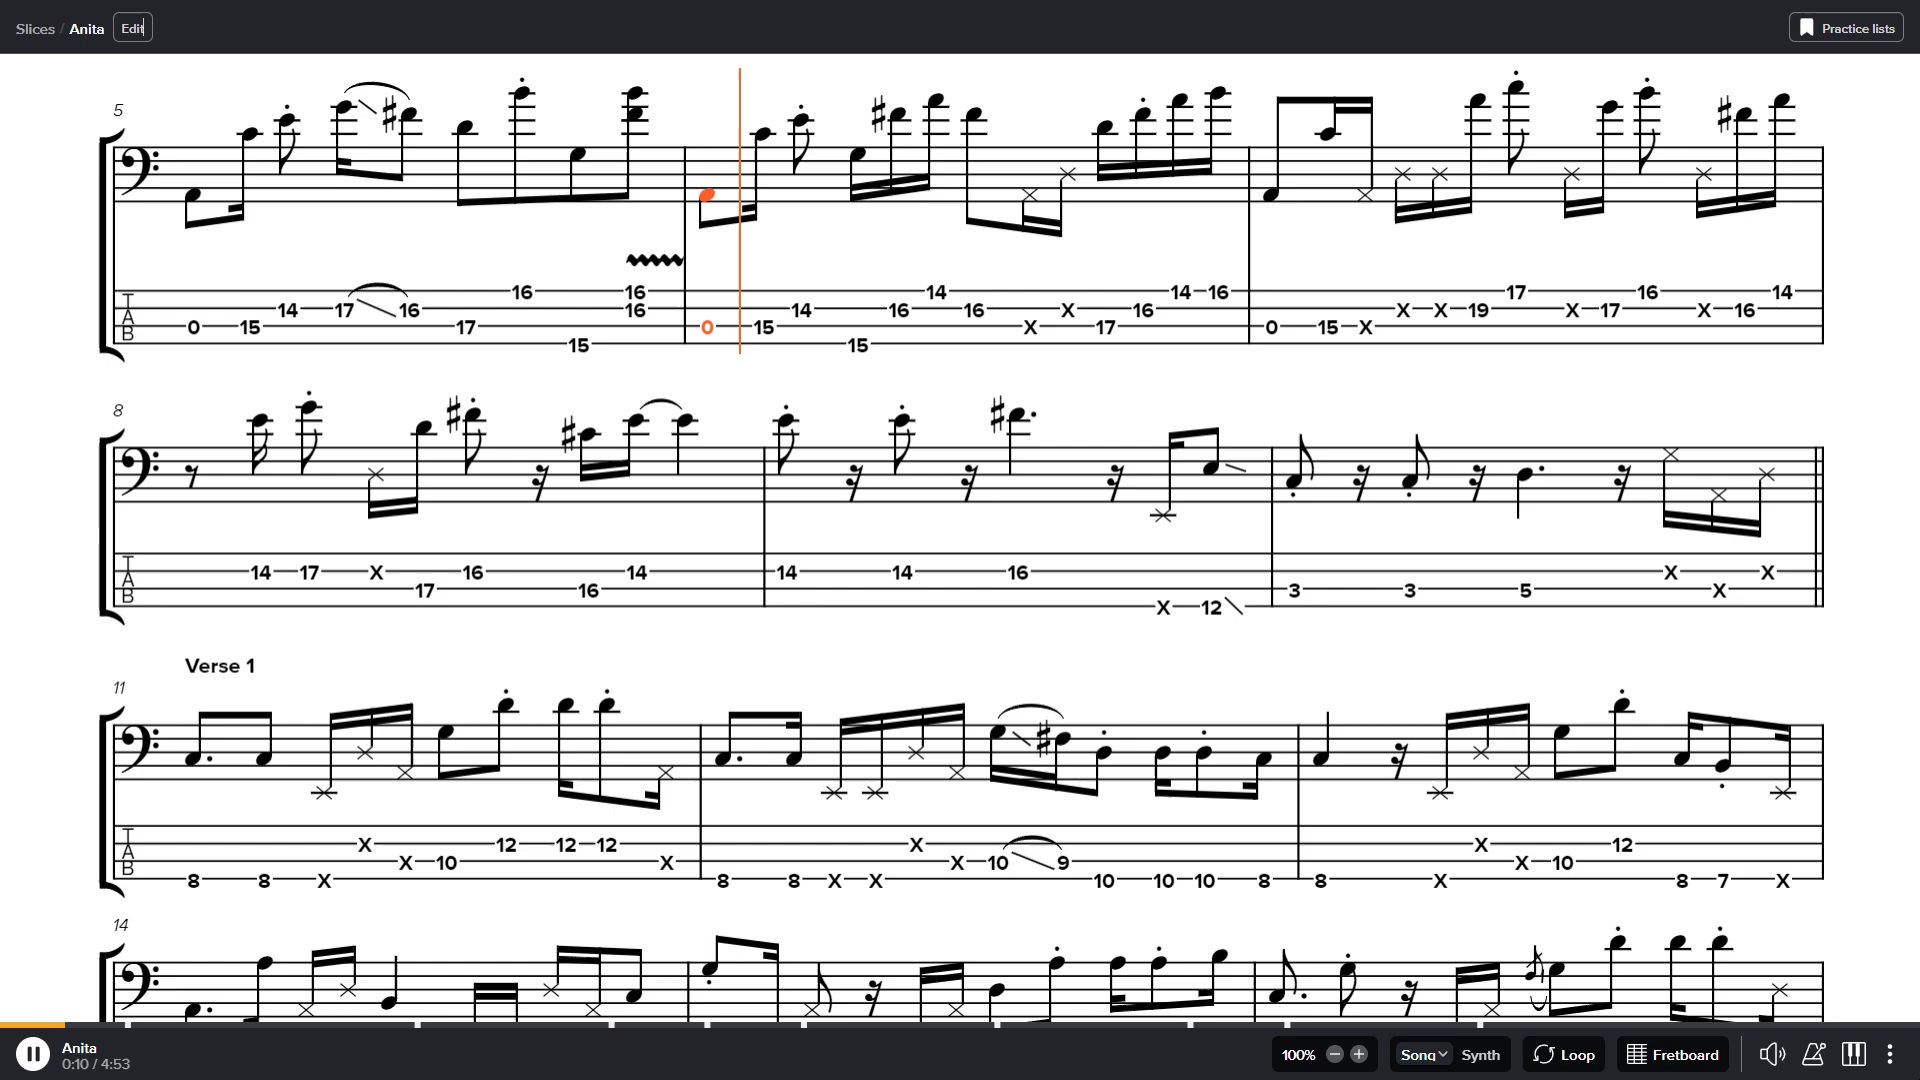 Slices / Anita Edit Practice lists
5
16 16 14 14 16 17 16 14
14 17 16 16 14 16 16 X 16 X X 19 X 17 X 16
T A B 0 15 17 0 15 X 17 0 15 X
15 15
8
14 17 X 16 14 14 14 16 X X
T A B 17 16 3 3 5 X
X 12
Verse 1
11
X 12 12 12 X X 12
T A B X 10 X X 10 9 X 10
8 8 X 8 8 X X 10 10 10 8 8 X 8 7 X
14
Anita
0:10 / 4:53
100% Song Synth Loop Fretboard